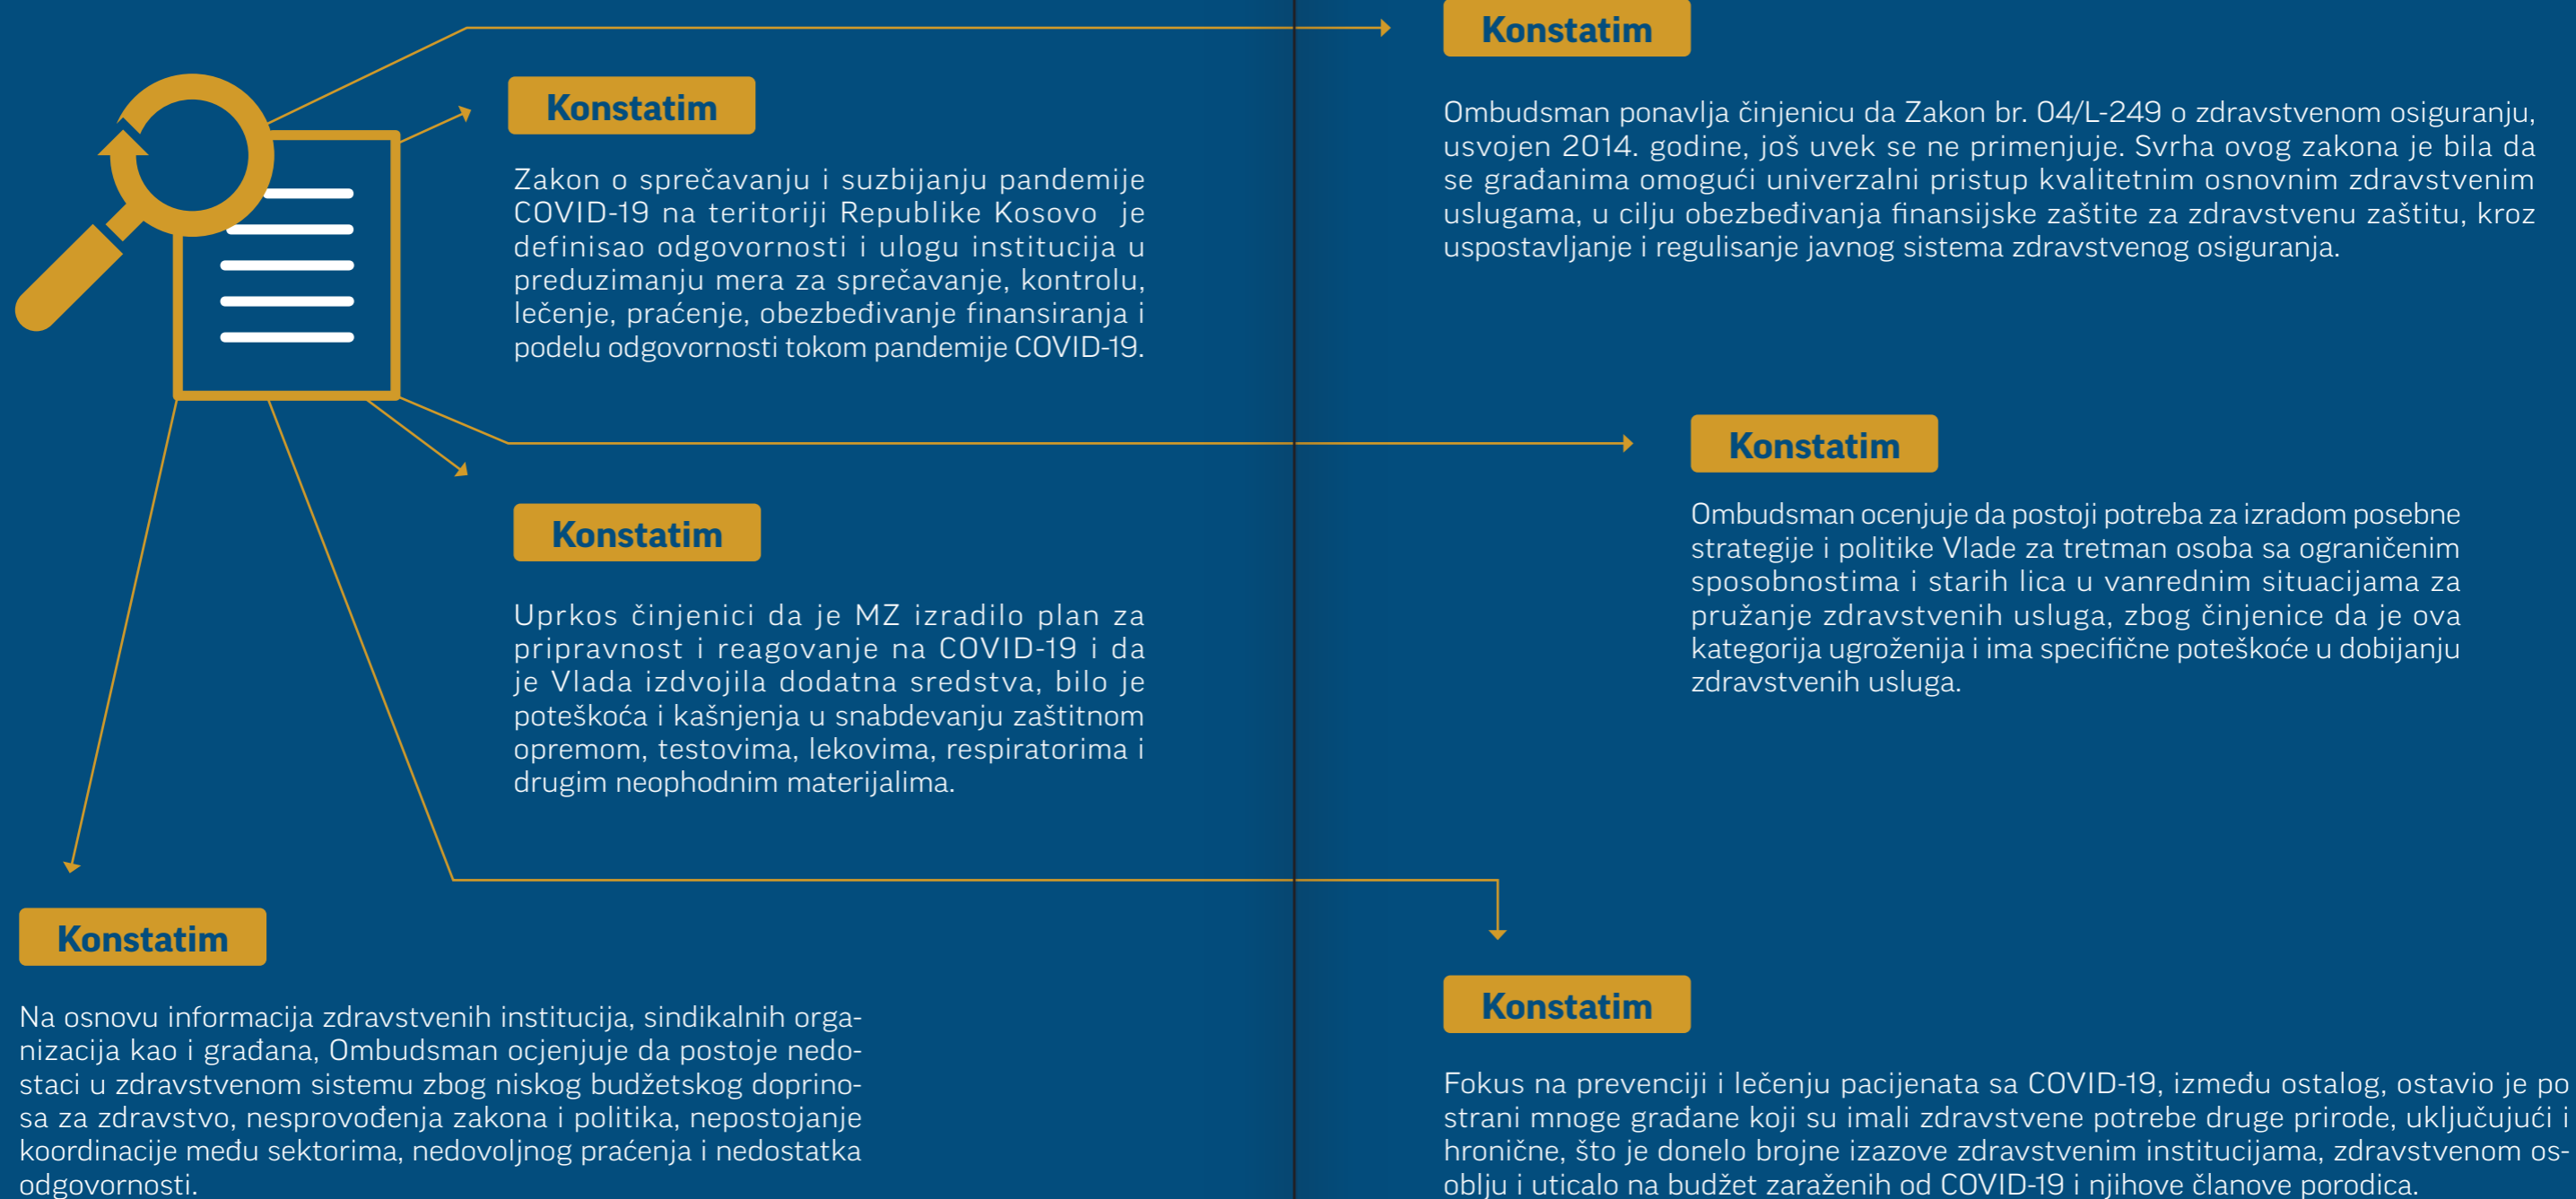 Konstatim
Zakon o sprečavanju i suzbijanju pandemije
COVID-19 na teritoriji Republike Kosovo je
definisao odgovornosti i ulogu institucija u
preduzimanju mera za sprečavanje, kontrolu,
lečenje, praćenje, obezbeđivanje finansiranja i
podelu odgovornosti tokom pandemije COVID-19.
Konstatim
Uprkos činjenici da je MZ izradilo plan za
pripravnost i reagovanje na COVID-19 i da
je Vlada izdvojila dodatna sredstva, bilo je
poteškoća i kašnjenja u snabdevanju zaštitnom
opremom, testovima, lekovima, respiratorima i
drugim neophodnim materijalima.
Konstatim
Na osnovu informacija zdravstvenih institucija, sindikalnih orga-
nizacija kao i građana, Ombudsman ocjenjuje da postoje nedo-
staci u zdravstvenom sistemu zbog niskog budžetskog doprino-
sa za zdravstvo, nesprovođenja zakona i politika, nepostojanje
koordinacije među sektorima, nedovoljnog praćenja i nedostatka
odgovornosti.
Konstatim
Ombudsman ponavlja činjenicu da Zakon br. 04/L-249 o zdravstvenom osiguranju,
usvojen 2014. godine, još uvek se ne primenjuje. Svrha ovog zakona je bila da
se građanima omogući univerzalni pristup kvalitetnim osnovnim zdravstvenim
uslugama, u cilju obezbeđivanja finansijske zaštite za zdravstvenu zaštitu, kroz
uspostavljanje i regulisanje javnog sistema zdravstvenog osiguranja.
Konstatim
Ombudsman ocenjuje da postoji potreba za izradom posebne
strategije i politike Vlade za tretman osoba sa ograničenim
sposobnostima i starih lica u vanrednim situacijama za
pružanje zdravstvenih usluga, zbog činjenice da je ova
kategorija ugroženija i ima specifične poteškoće u dobijanju
zdravstvenih usluga.
Konstatim
Fokus na prevenciji i lečenju pacijenata sa COVID-19, između ostalog, ostavio je po
strani mnoge građane koji su imali zdravstvene potrebe druge prirode, uključujući i
hronične, što je donelo brojne izazove zdravstvenim institucijama, zdravstvenom os-
oblju i uticalo na budžet zaraženih od COVID-19 i njihove članove porodica.